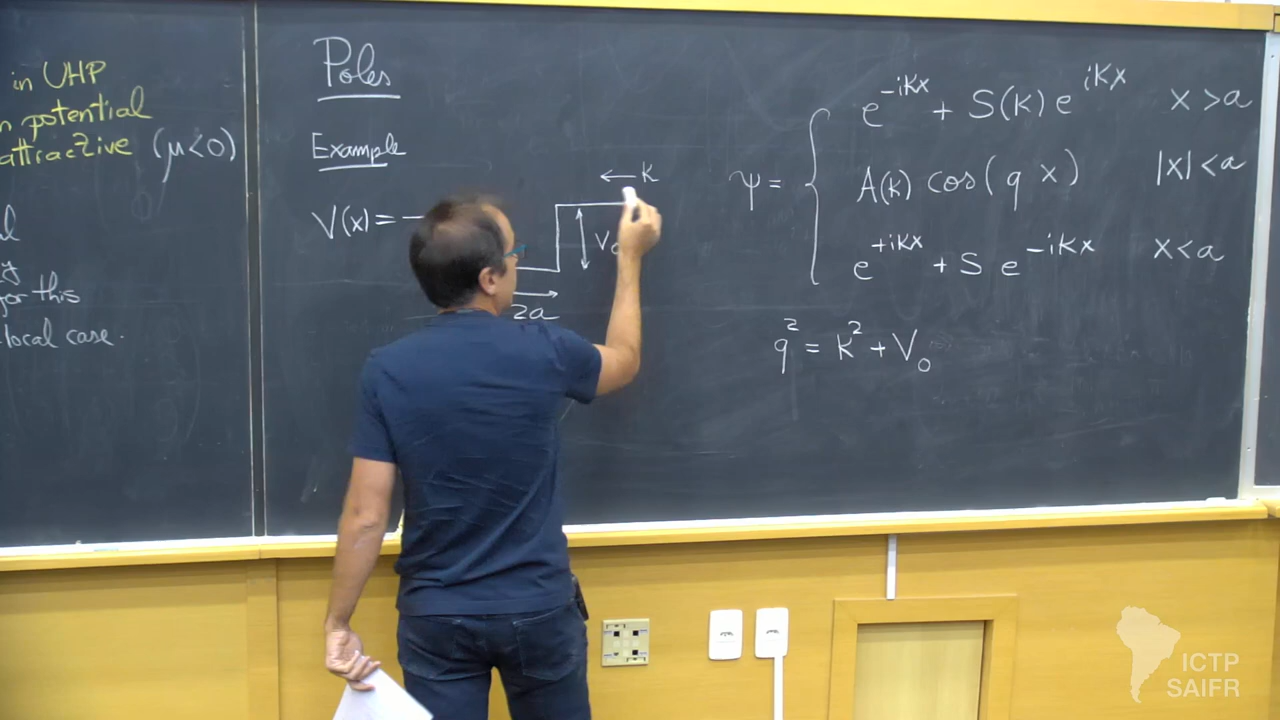 in UHP
n potential
attractive (μ<0)
al
y
for this
-local case.
Poles
Example
V(x) = —
← K
V₀
2a
ψ = { e^{-iKx} + S(K) e^{iKx}   x > a
A(K) cos(q x)   |x| < a
e^{+iKx} + S e^{-iKx}   x < a
q² = K² + V₀
ICTP
SAIFR